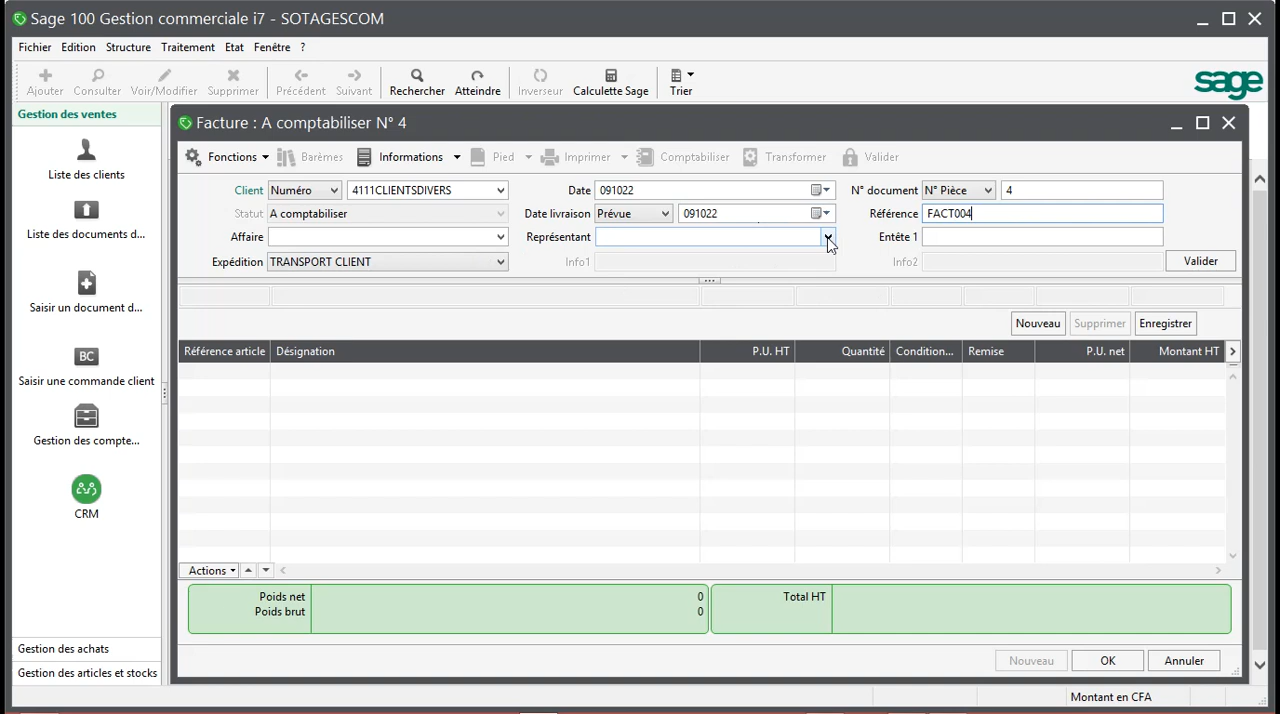 Sage 100 Gestion commerciale i7 - SOTAGESCOM
Fichier Edition Structure Traitement Etat Fenêtre ?
Ajouter Consulter Voir/Modifier Supprimer Précédent Suivant Rechercher Atteindre Inverseur Calculette Sage Trier
sage
Gestion des ventes
Liste des clients
Liste des documents d...
Saisir un document d...
BC
Saisir une commande client
Gestion des compte...
CRM
Gestion des achats
Gestion des articles et stocks
Facture : A comptabiliser N° 4
Fonctions Barèmes Informations Pied Imprimer Comptabiliser Transformer Valider
Client Numéro 4111CLIENTSDIVERS Date 091022 N° document N° Pièce 4
Statut A comptabiliser Date livraison Prévue 091022 Référence FACT004
Affaire Représentant Entête 1
Expédition TRANSPORT CLIENT Info1 Info2 Valider
Nouveau Supprimer Enregistrer
Référence article Désignation P.U. HT Quantité Condition... Remise P.U. net Montant HT
Actions
Poids net 0 Total HT
Poids brut 0
Nouveau OK Annuler
Montant en CFA